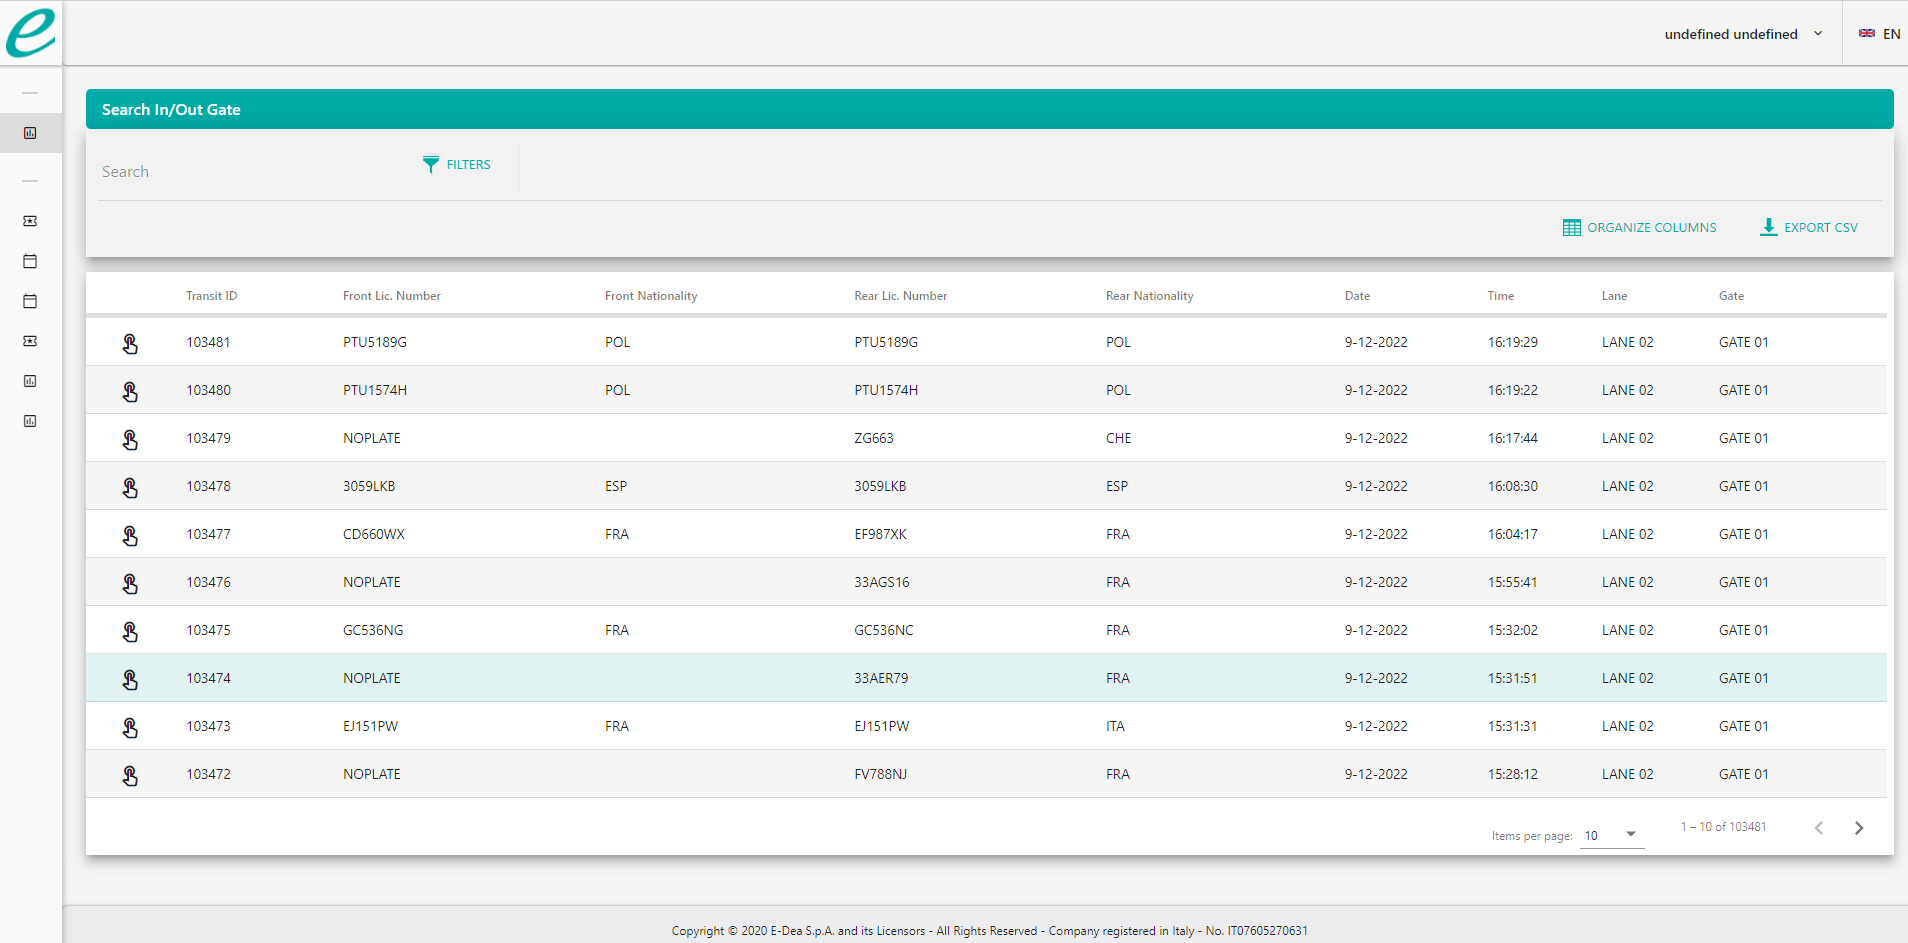 e
undefined undefined EN
Search In/Out Gate
Search FILTERS
ORGANIZE COLUMNS EXPORT CSV
Transit ID Front Lic. Number Front Nationality Rear Lic. Number Rear Nationality Date Time Lane Gate
103481 PTU5189G POL PTU5189G POL 9-12-2022 16:19:29 LANE 02 GATE 01
103480 PTU1574H POL PTU1574H POL 9-12-2022 16:19:22 LANE 02 GATE 01
103479 NOPLATE ZG663 CHE 9-12-2022 16:17:44 LANE 02 GATE 01
103478 3059LKB ESP 3059LKB ESP 9-12-2022 16:08:30 LANE 02 GATE 01
103477 CD660WX FRA EF987XK FRA 9-12-2022 16:04:17 LANE 02 GATE 01
103476 NOPLATE 33AGS16 FRA 9-12-2022 15:55:41 LANE 02 GATE 01
103475 GC536NG FRA GC536NC FRA 9-12-2022 15:32:02 LANE 02 GATE 01
103474 NOPLATE 33AER79 FRA 9-12-2022 15:31:51 LANE 02 GATE 01
103473 EJ151PW FRA EJ151PW ITA 9-12-2022 15:31:31 LANE 02 GATE 01
103472 NOPLATE FV788NJ FRA 9-12-2022 15:28:12 LANE 02 GATE 01
Items per page: 10 1 – 10 of 103481
Copyright © 2020 E-Dea S.p.A. and its Licensors - All Rights Reserved - Company registered in Italy - No. IT07605270631